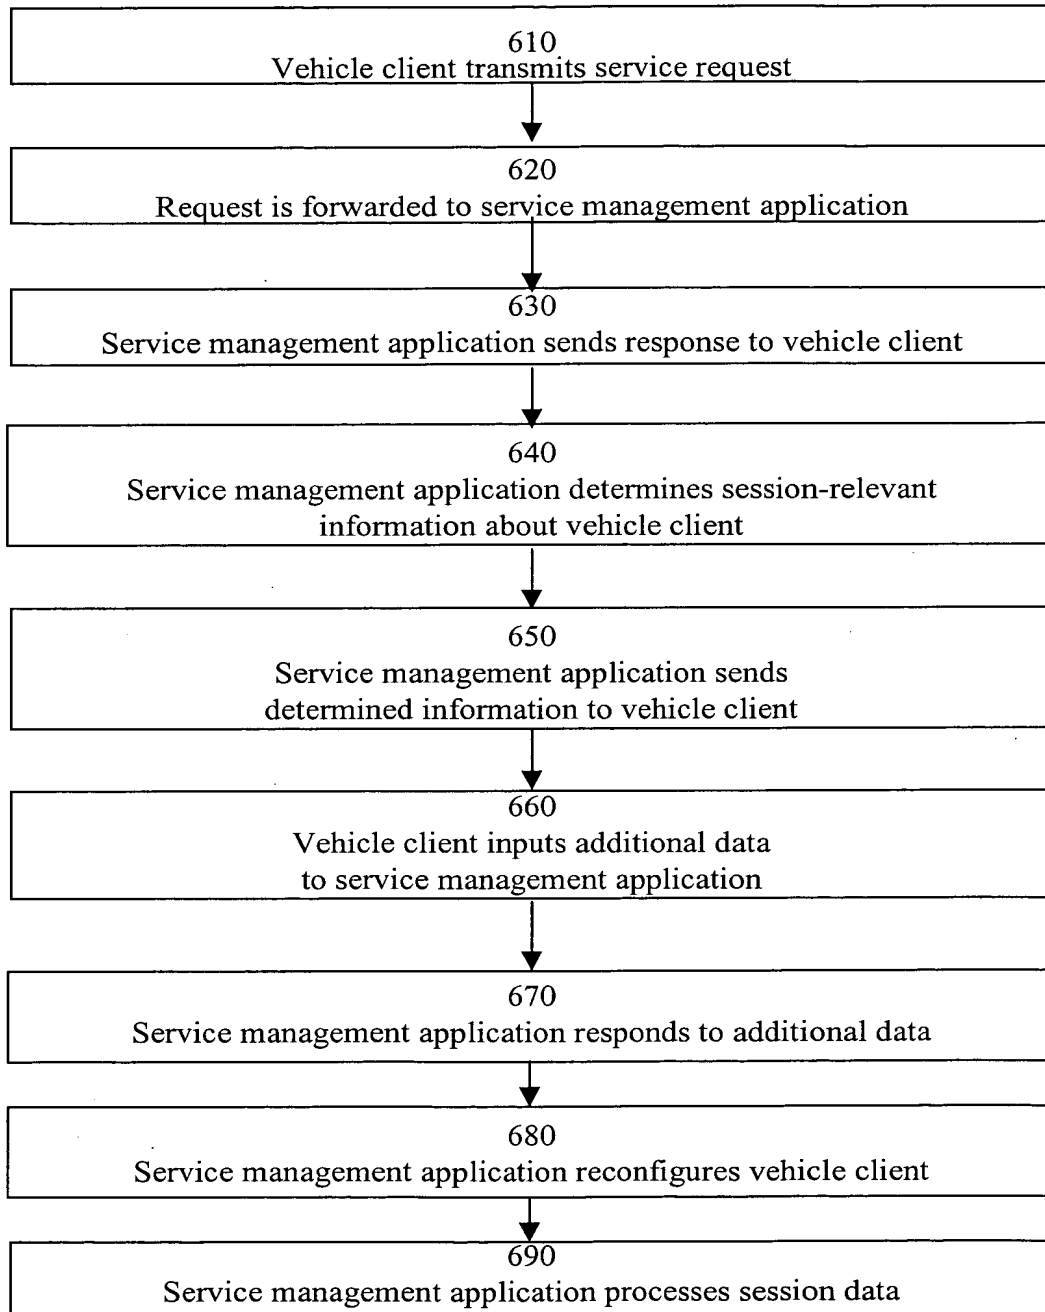 610
Vehicle client transmits service request
620
Request is forwarded to service management application
630
Service management application sends response to vehicle client
640
Service management application determines session-relevant
information about vehicle client
650
Service management application sends
determined information to vehicle client
660
Vehicle client inputs additional data
to service management application
670
Service management application responds to additional data
680
Service management application reconfigures vehicle client
690
Service management application processes session data